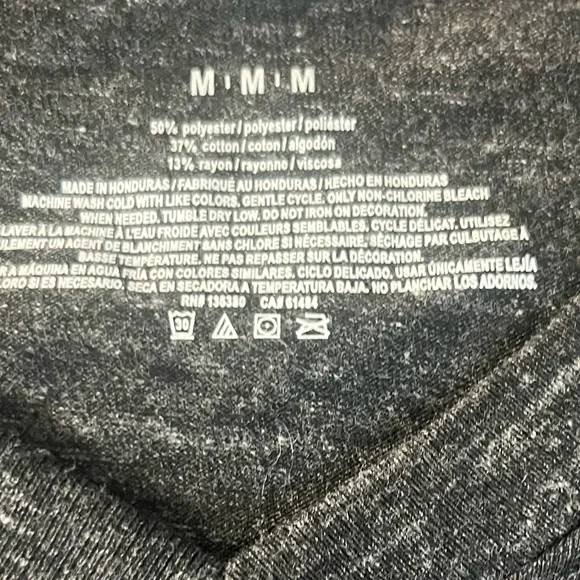 M I M I M
50% polyester / polyester / poliéster
37% cotton / coton / algodón
13% rayon / rayonne / viscosa
MADE IN HONDURAS / FABRIQUÉ AU HONDURAS / HECHO EN HONDURAS
MACHINE WASH COLD WITH LIKE COLORS. GENTLE CYCLE. ONLY NON-CHLORINE BLEACH
WHEN NEEDED. TUMBLE DRY LOW. DO NOT IRON ON DECORATION.
LAVER À LA MACHINE À L'EAU FROIDE AVEC COULEURS SEMBLABLES, CYCLE DÉLICAT. UTILISEZ
ULEMENT UN AGENT DE BLANCHIMENT SANS CHLORE SI NÉCESSAIRE. SÉCHAGE PAR CULBUTAGE À
BASSE TEMPÉRATURE. NE PAS REPASSER SUR LA DÉCORATION.
R A MÁQUINA EN AGUA FRÍA CON COLORES SIMILARES. CICLO DELICADO. USAR ÚNICAMENTE LEJÍA
LORO SI ES NECESARIO. SECA EN SECADORA A TEMPERATURA BAJA. NO PLANCHAR LOS ADORNOS.
RN# 138380 CA# 61484
30